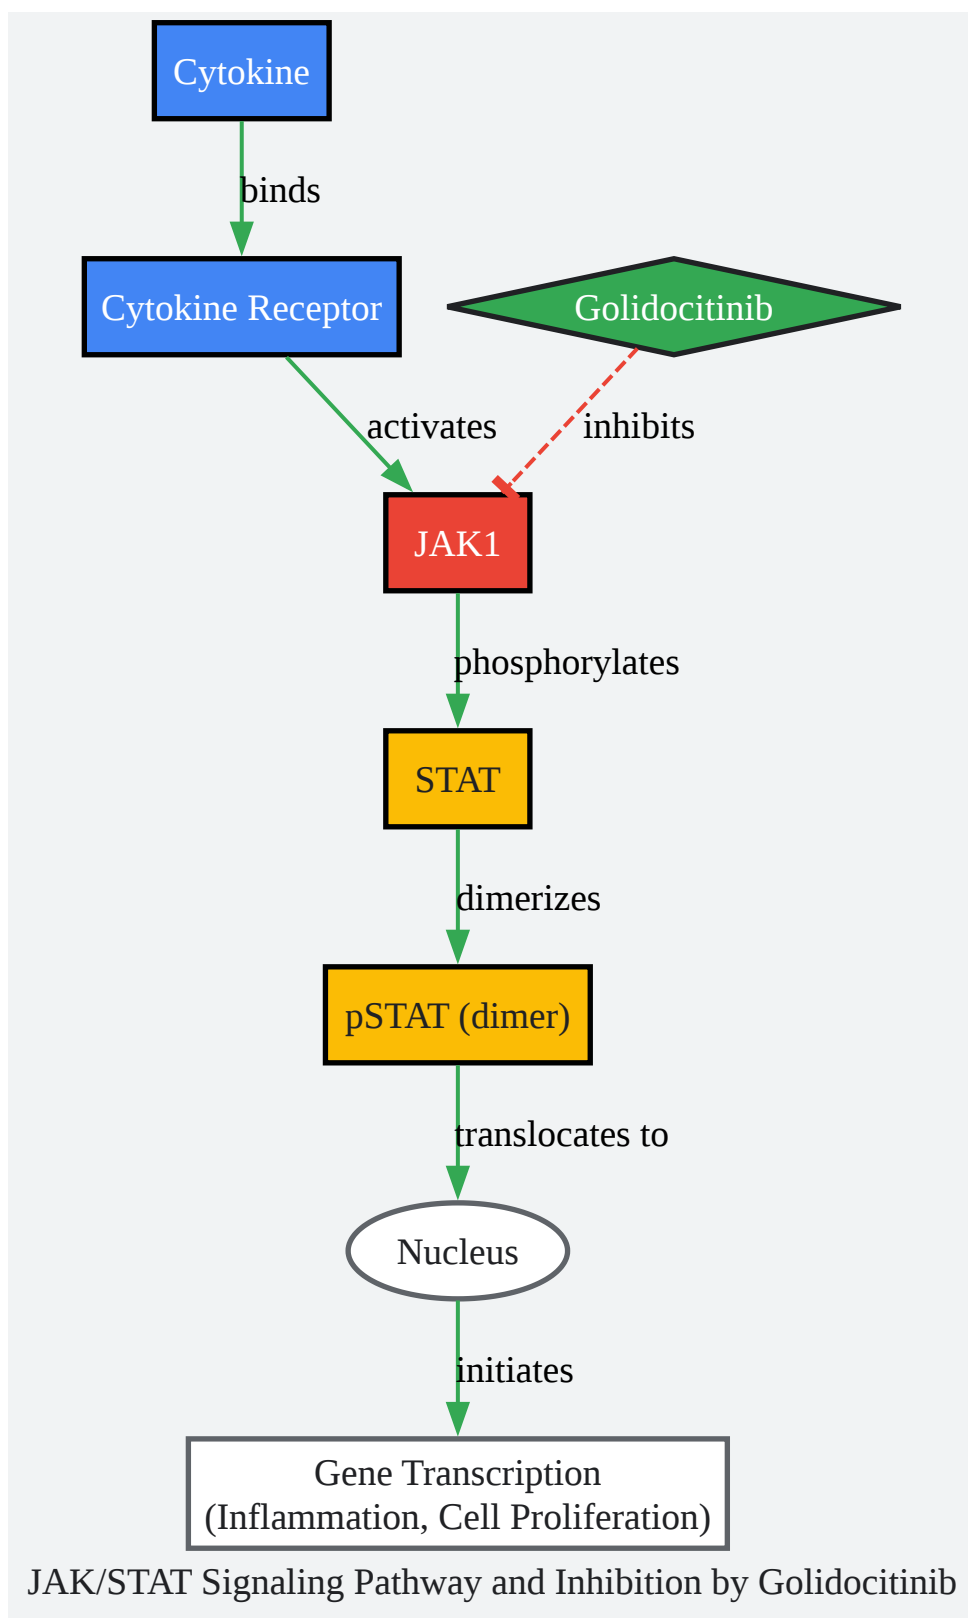 Cytokine
binds
Cytokine Receptor
Golidocitinib
activates
inhibits
JAK1
phosphorylates
STAT
dimerizes
pSTAT (dimer)
translocates to
Nucleus
initiates
Gene Transcription
(Inflammation, Cell Proliferation)
JAK/STAT Signaling Pathway and Inhibition by Golidocitinib